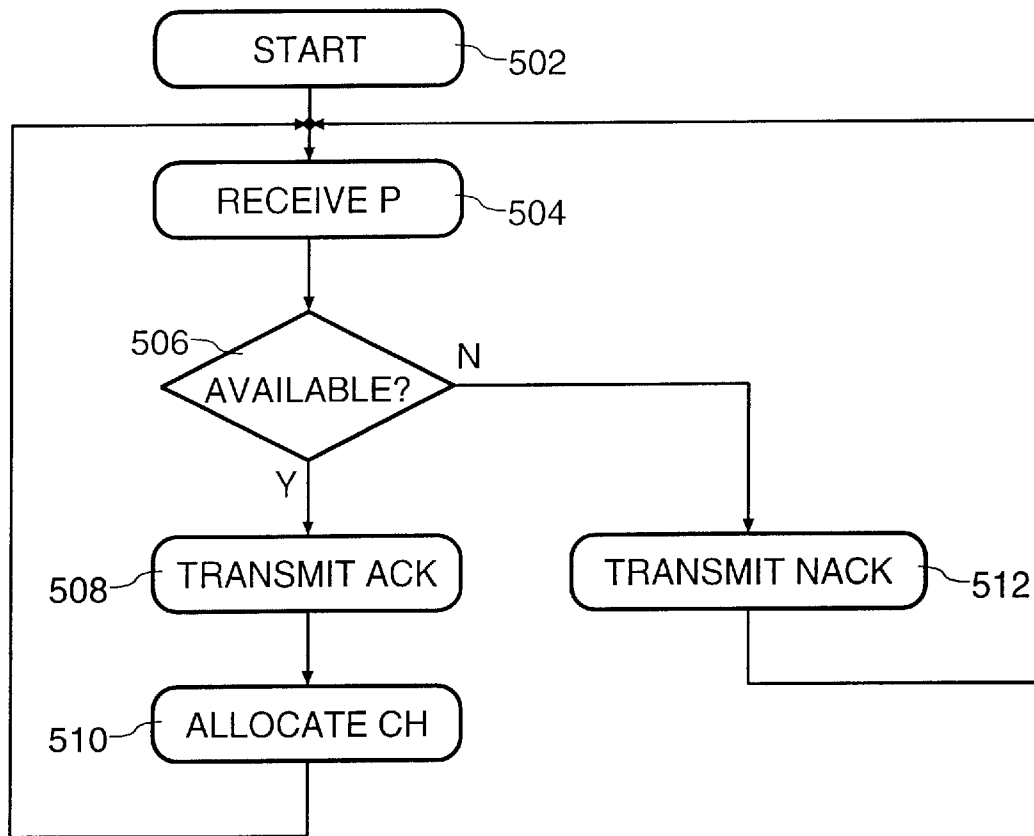 START
502
RECEIVE P
504
506
AVAILABLE?
N
Y
508
TRANSMIT ACK
TRANSMIT NACK
512
510
ALLOCATE CH